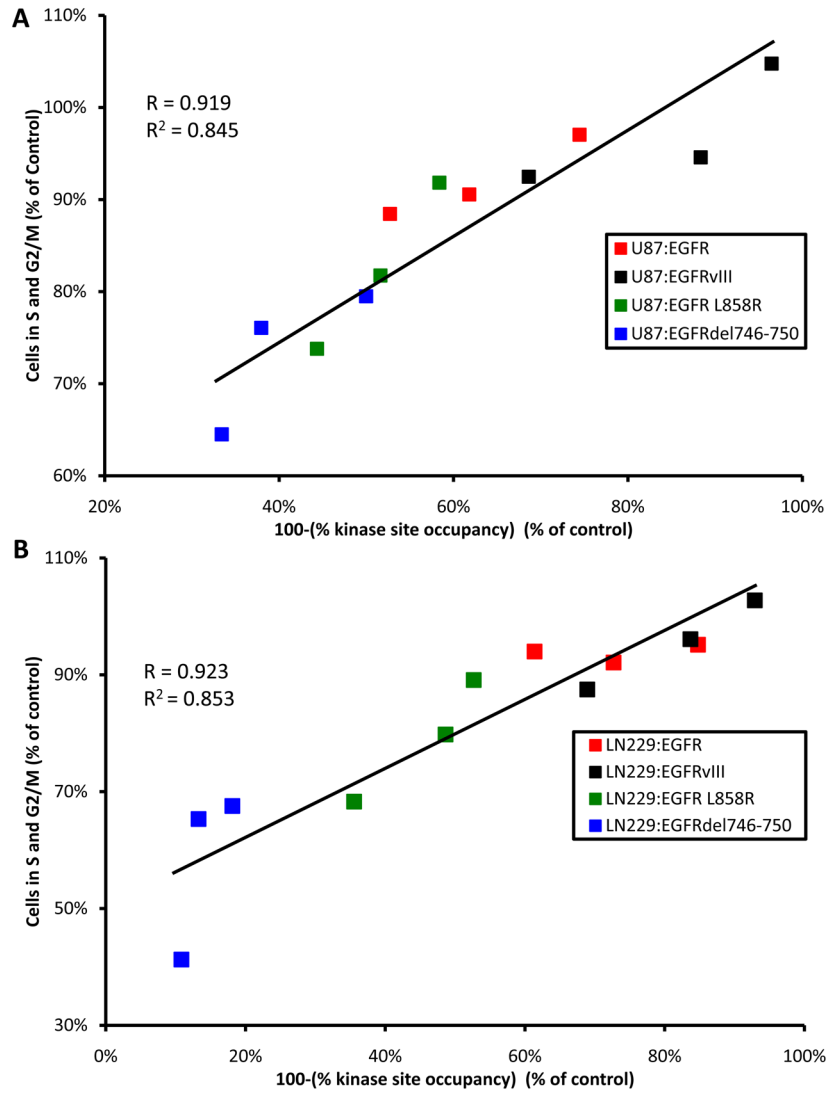 A
110%
100%
90%
80%
70%
60%
Cells in S and G2/M (% of Control)
R = 0.919
R² = 0.845
U87:EGFR
U87:EGFRvIII
U87:EGFR L858R
U87:EGFRdel746-750
20%
40%
60%
80%
100%
100-(% kinase site occupancy) (% of control)
B
110%
90%
70%
50%
30%
Cells in S and G2/M (% of control)
R = 0.923
R² = 0.853
LN229:EGFR
LN229:EGFRvIII
LN229:EGFR L858R
LN229:EGFRdel746-750
0%
20%
40%
60%
80%
100%
100-(% kinase site occupancy) (% of control)